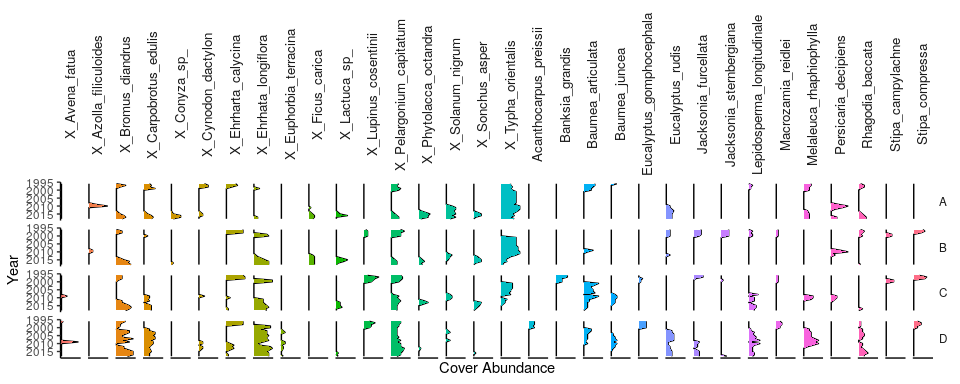 X_Avena_fatua
X_Azolla_filiculoides
X_Bromus_diandrus
X_Carpobrotus_edulis
X_Conyza_sp_
X_Cynodon_dactylon
X_Ehrharta_calycina
X_Ehrhata_longiflora
X_Euphorbia_terracina
X_Ficus_carica
X_Lactuca_sp_
X_Lupinus_cosentinii
X_Pelargonium_capitatum
X_Phytolacca_octandra
X_Solanum_nigrum
X_Sonchus_asper
X_Typha_orientalis
Acanthocarpus_preissii
Banksia_grandis
Baumea_articulata
Baumea_juncea
Eucalyptus_gomphocephala
Eucalyptus_rudis
Jacksonia_furcellata
Jacksonia_sternbergiana
Lepidosperma_longitudinale
Macrozamia_reidlei
Melaleuca_rhaphiophylla
Persicaria_decipiens
Rhagodia_baccata
Stipa_campylachne
Stipa_compressa
Year
1995
2000
2005
2010
2015
A
1995
2000
2005
2010
2015
B
1995
2000
2005
2010
2015
C
1995
2000
2005
2010
2015
D
Cover Abundance